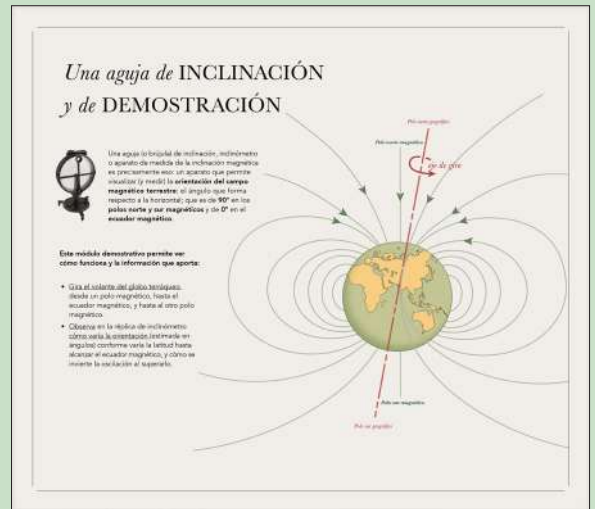 Una aguja de INCLINACIÓN
y de DEMOSTRACIÓN
Una aguja (o brújula) de inclinación, inclinómetro
o aparato de medida de la inclinación magnética
es precisamente eso: un aparato que permite
visualizar (y medir) la orientación del campo
magnético terrestre: el ángulo que forma
respecto a la horizontal; que es de 90° en los
polos norte y sur magnéticos y de 0° en el
ecuador magnético.
Este módulo demostrativo permite ver
cómo funciona y la información que aporta:
• Gira el volante del globo terráqueo,
desde un polo magnético, hasta el
ecuador magnético, y hasta al otro polo
magnético.
• Observa en la réplica de inclinómetro
cómo varía la orientación (estimada en
ángulos) conforme varía la latitud hasta
alcanzar el ecuador magnético, y cómo se
invierte la oscilación al superarlo.
Polo norte geográfico
Polo norte magnético
eje de giro
Polo sur magnético
Polo sur geográfico